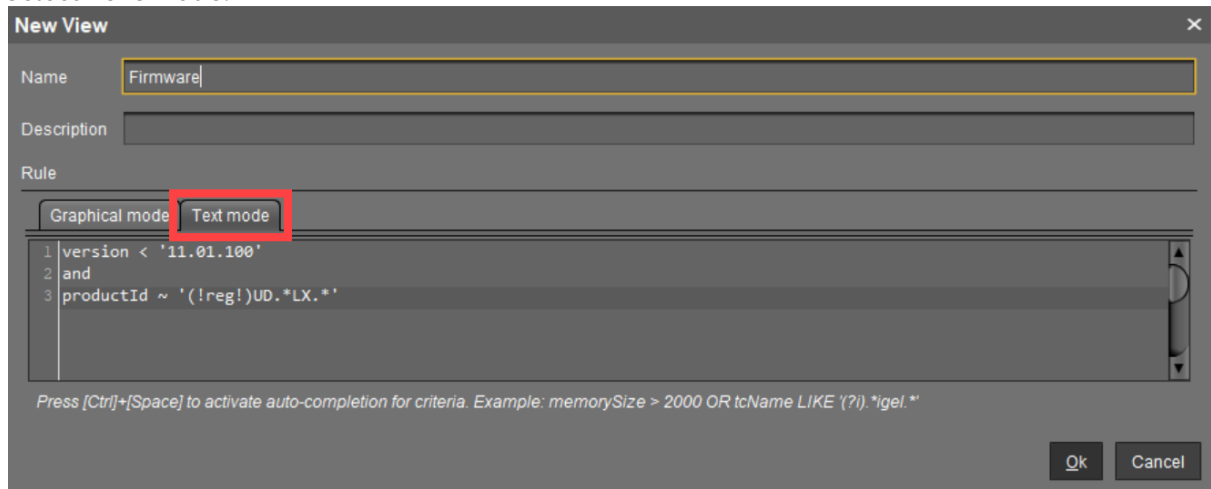 New View ×
Name Firmware
Description
Rule
Graphical mode Text mode
1 version < '11.01.100'
2 and
3 productId ~ '(!reg!)UD.*LX.*'
Press [Ctrl]+[Space] to activate auto-completion for criteria. Example: memorySize > 2000 OR tcName LIKE '(?i).*igel.*'
Ok Cancel